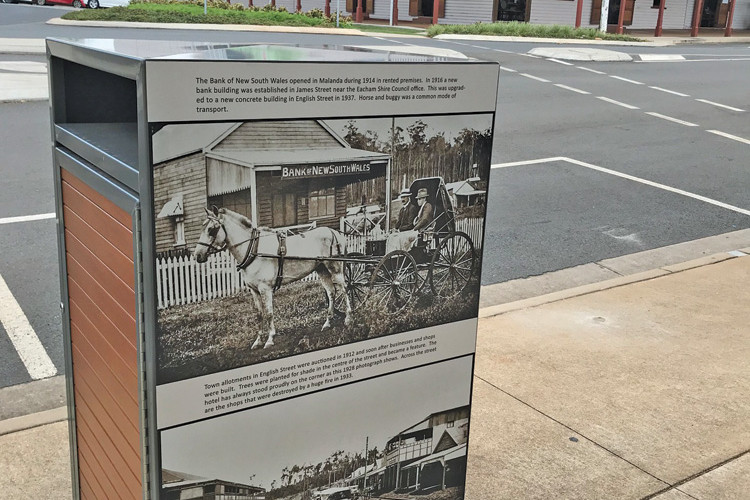 The Bank of New South Wales opened in Malanda during 1914 in rented premises. In 1916 a new
bank building was established in James Street near the Eacham Shire Council office. This was upgrad-
ed to a new concrete building in English Street in 1937. Horse and buggy was a common mode of
transport.
BANK OF NEW SOUTH WALES
Town allotments in English Street were auctioned in 1912 and soon after businesses and shops
were built. Trees were planted for shade in the centre of the street and became a feature. The
hotel has always stood proudly on the corner as this 1928 photograph shows. Across the street
are the shops that were destroyed by a huge fire in 1933.